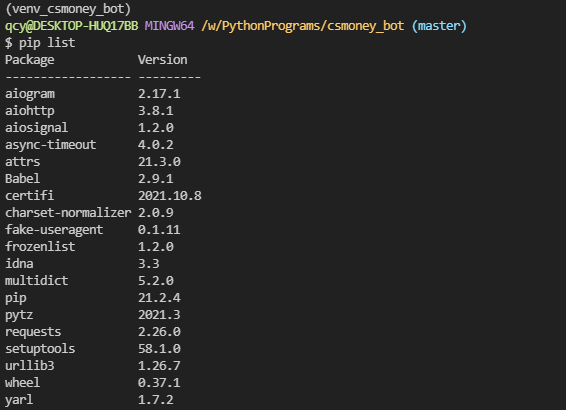 (venv_csmoney_bot)
qcy@DESKTOP-HUQ17BB MINGW64 /w/PythonPrograms/csmoney_bot (master)
$ pip list
Package            Version
------------------ ---------
aiogram            2.17.1
aiohttp            3.8.1
aiosignal          1.2.0
async-timeout      4.0.2
attrs              21.3.0
Babel              2.9.1
certifi            2021.10.8
charset-normalizer 2.0.9
fake-useragent     0.1.11
frozenlist         1.2.0
idna               3.3
multidict          5.2.0
pip                21.2.4
pytz               2021.3
requests           2.26.0
setuptools         58.1.0
urllib3            1.26.7
wheel              0.37.1
yarl               1.7.2